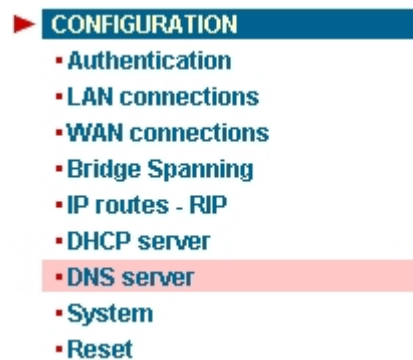 CONFIGURATION
Authentication
LAN connections
WAN connections
Bridge Spanning
IP routes - RIP
DHCP server
DNS server
System
Reset